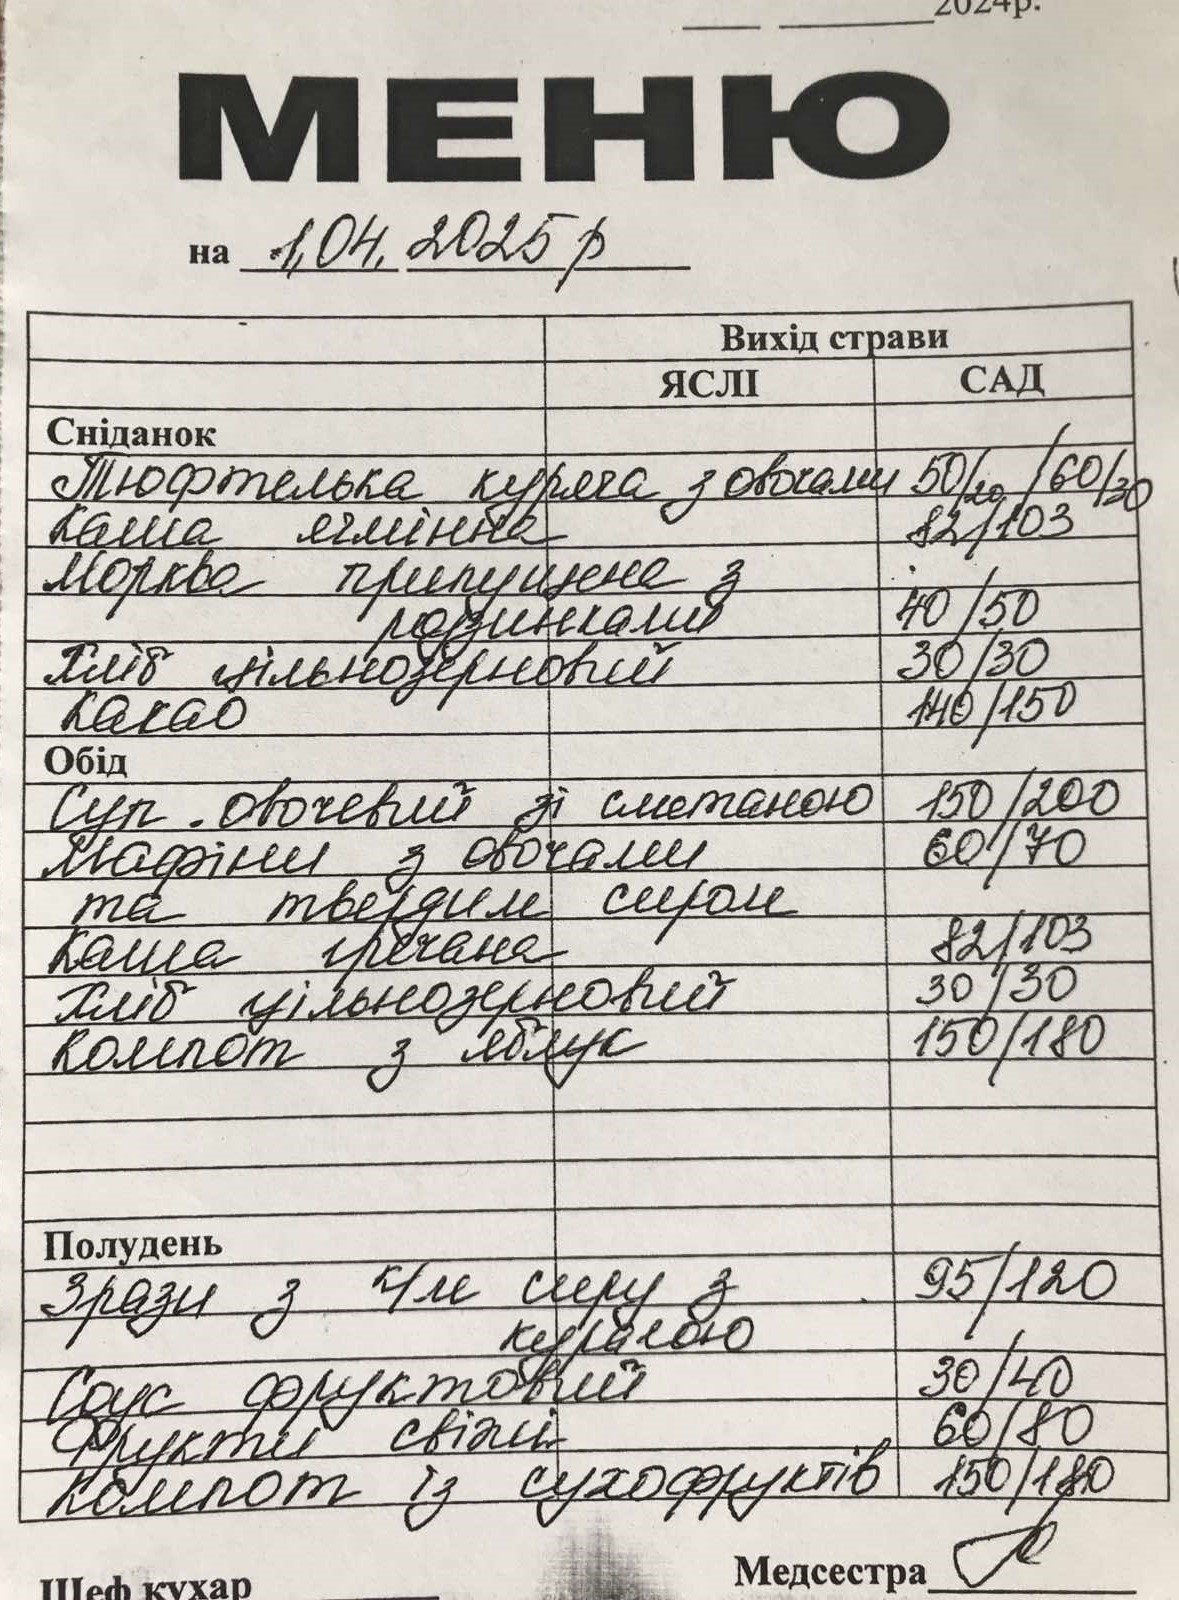 2024р.
МЕНЮ
на 1.04. 2025 р
Вихід страви
ЯСЛІ САД
Сніданок
Тюфтелька куряча з овочами 50/20 /60/30
Каша ячмінна 82/103
Морква припущена з
родзинками 40/50
Хліб цільнозерновий 30/30
Какао 140/150
Обід
Суп овочевий зі сметаною 150/200
Мафіни з овочами 60/70
та твердим сиром
Каша гречана 82/103
Хліб цільнозерновий 30/30
Компот з яблук 150/180
Полудень
Зрази з к/м сиру з 95/120
курагою
Соус фруктовий 30/40
Фрукти свіжі 60/80
Компот із сухофруктів 150/180
Шеф кухар Медсестра